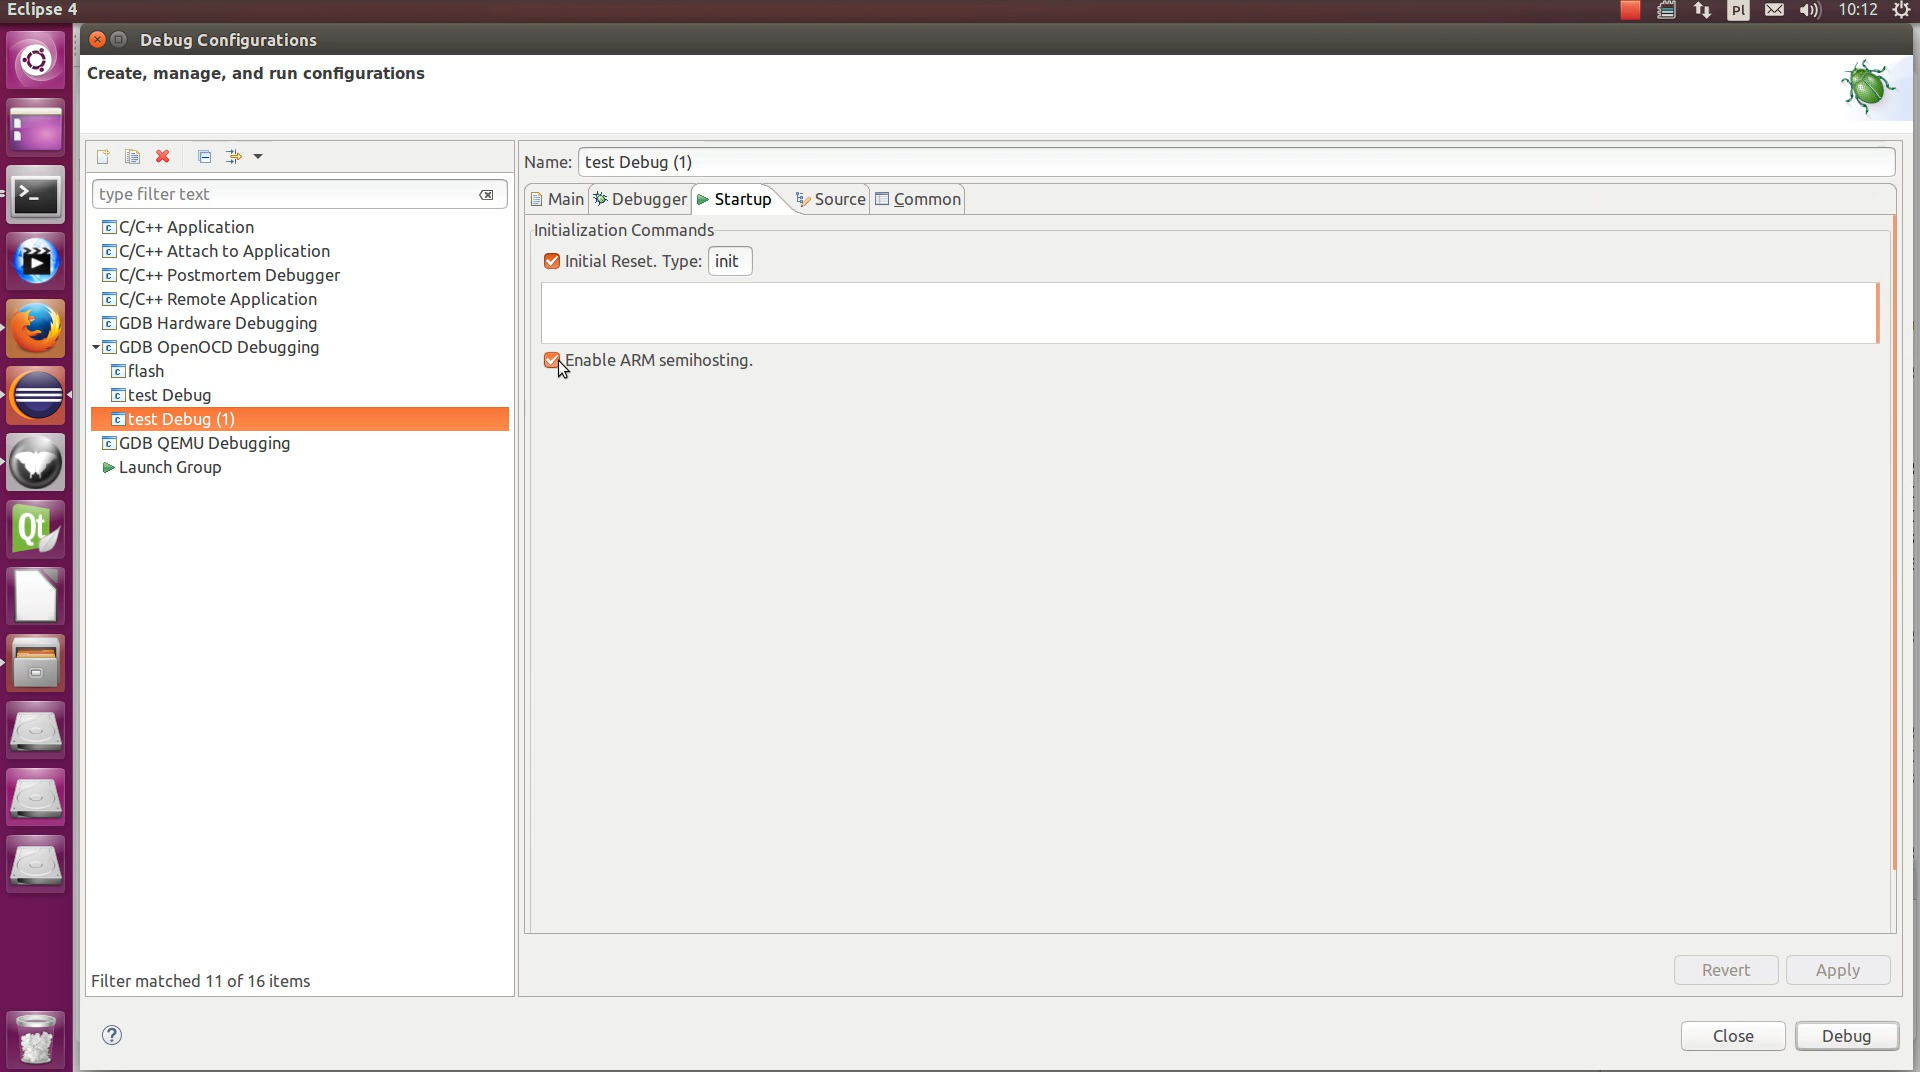 Eclipse 4
Pl
10:12
Debug Configurations
Create, manage, and run configurations
type filter text
C/C++ Application
C/C++ Attach to Application
C/C++ Postmortem Debugger
C/C++ Remote Application
GDB Hardware Debugging
GDB OpenOCD Debugging
flash
test Debug
test Debug (1)
GDB QEMU Debugging
Launch Group
Filter matched 11 of 16 items
Name: test Debug (1)
Main Debugger Startup Source Common
Initialization Commands
Initial Reset. Type: init
Enable ARM semihosting.
Revert Apply
Close Debug
Qt